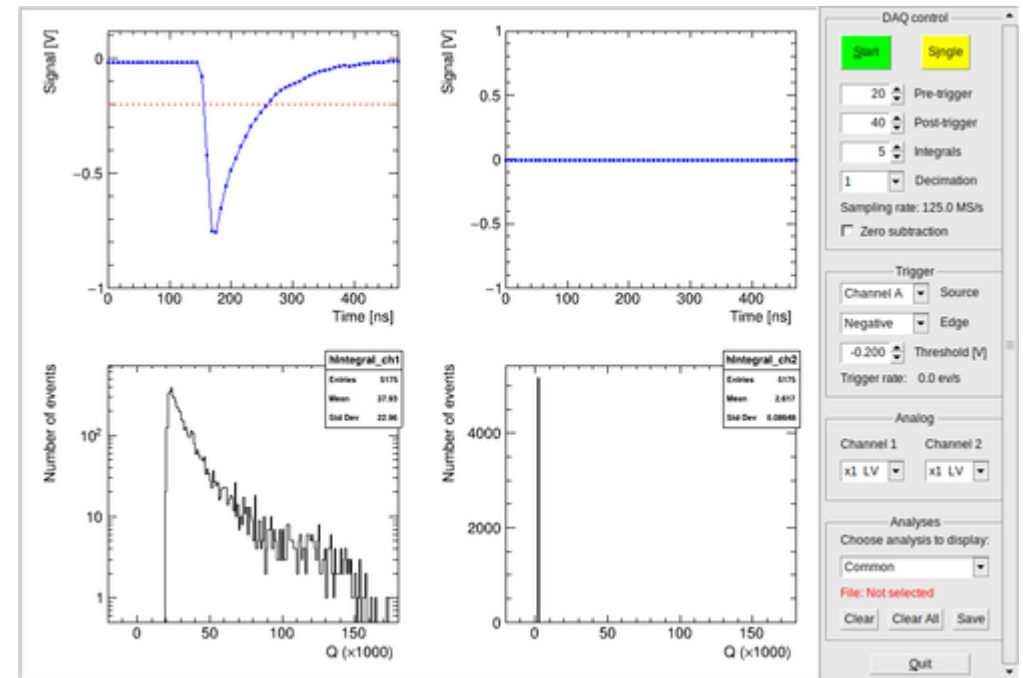 Signal [V]
0
−0.5
−1
0 100 200 300 400
Time [ns]
Signal [V]
1
0.5
0
−0.5
−1
0 100 200 300 400
Time [ns]
Number of events
10²
10
1
0 50 100 150
Q (×1000)
hIntegral_ch1
Entries 5175
Mean 37.93
Std Dev 22.96
Number of events
4000
2000
0
0 50 100 150
Q (×1000)
hIntegral_ch2
Entries 5175
Mean 2.617
Std Dev 0.08648
DAQ control
Start Single
20 Pre-trigger
40 Post-trigger
5 Integrals
1 Decimation
Sampling rate: 125.0 MS/s
Zero subtraction
Trigger
Channel A Source
Negative Edge
-0.200 Threshold [V]
Trigger rate: 0.0 ev/s
Analog
Channel 1 Channel 2
x1 LV x1 LV
Analyses
Choose analysis to display:
Common
File: Not selected
Clear Clear All Save
Quit